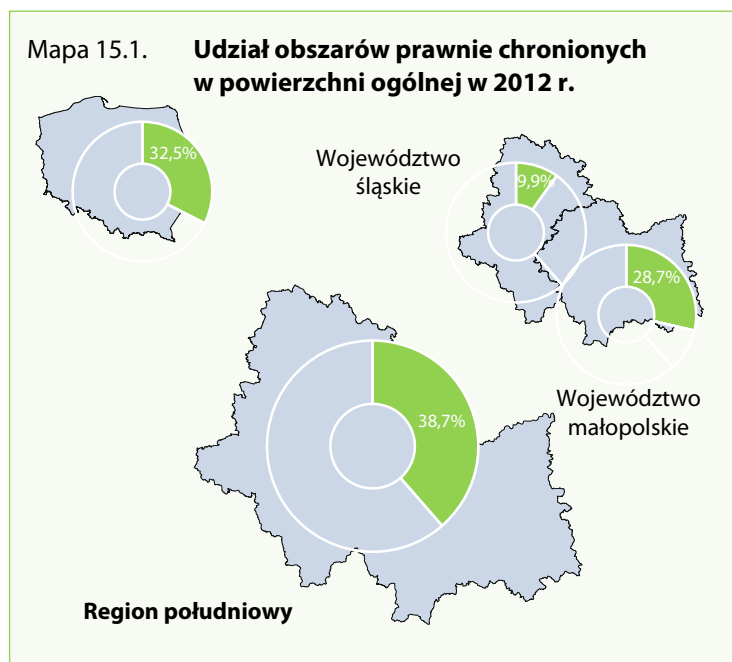 Mapa 15.1. Udział obszarów prawnie chronionych
w powierzchni ogólnej w 2012 r.
32,5%
Województwo
śląskie
9,9%
28,7%
Województwo
małopolskie
38,7%
Region południowy